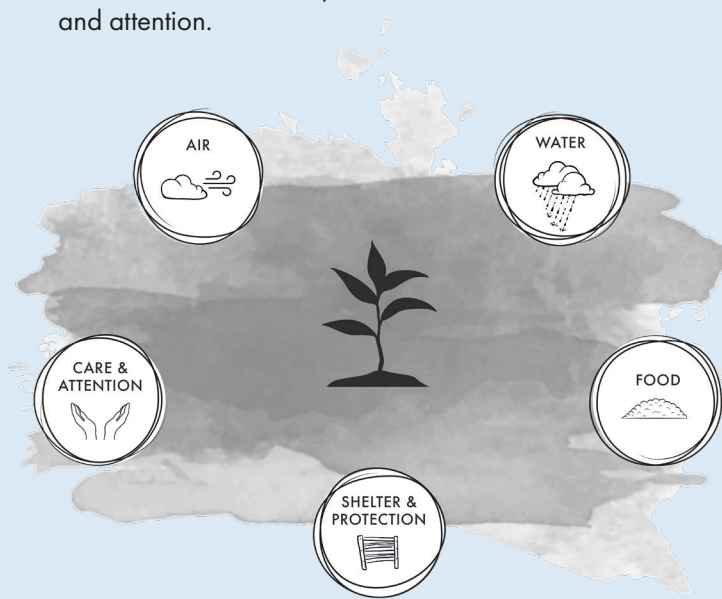 and attention.
AIR
WATER
CARE &
ATTENTION
FOOD
SHELTER &
PROTECTION